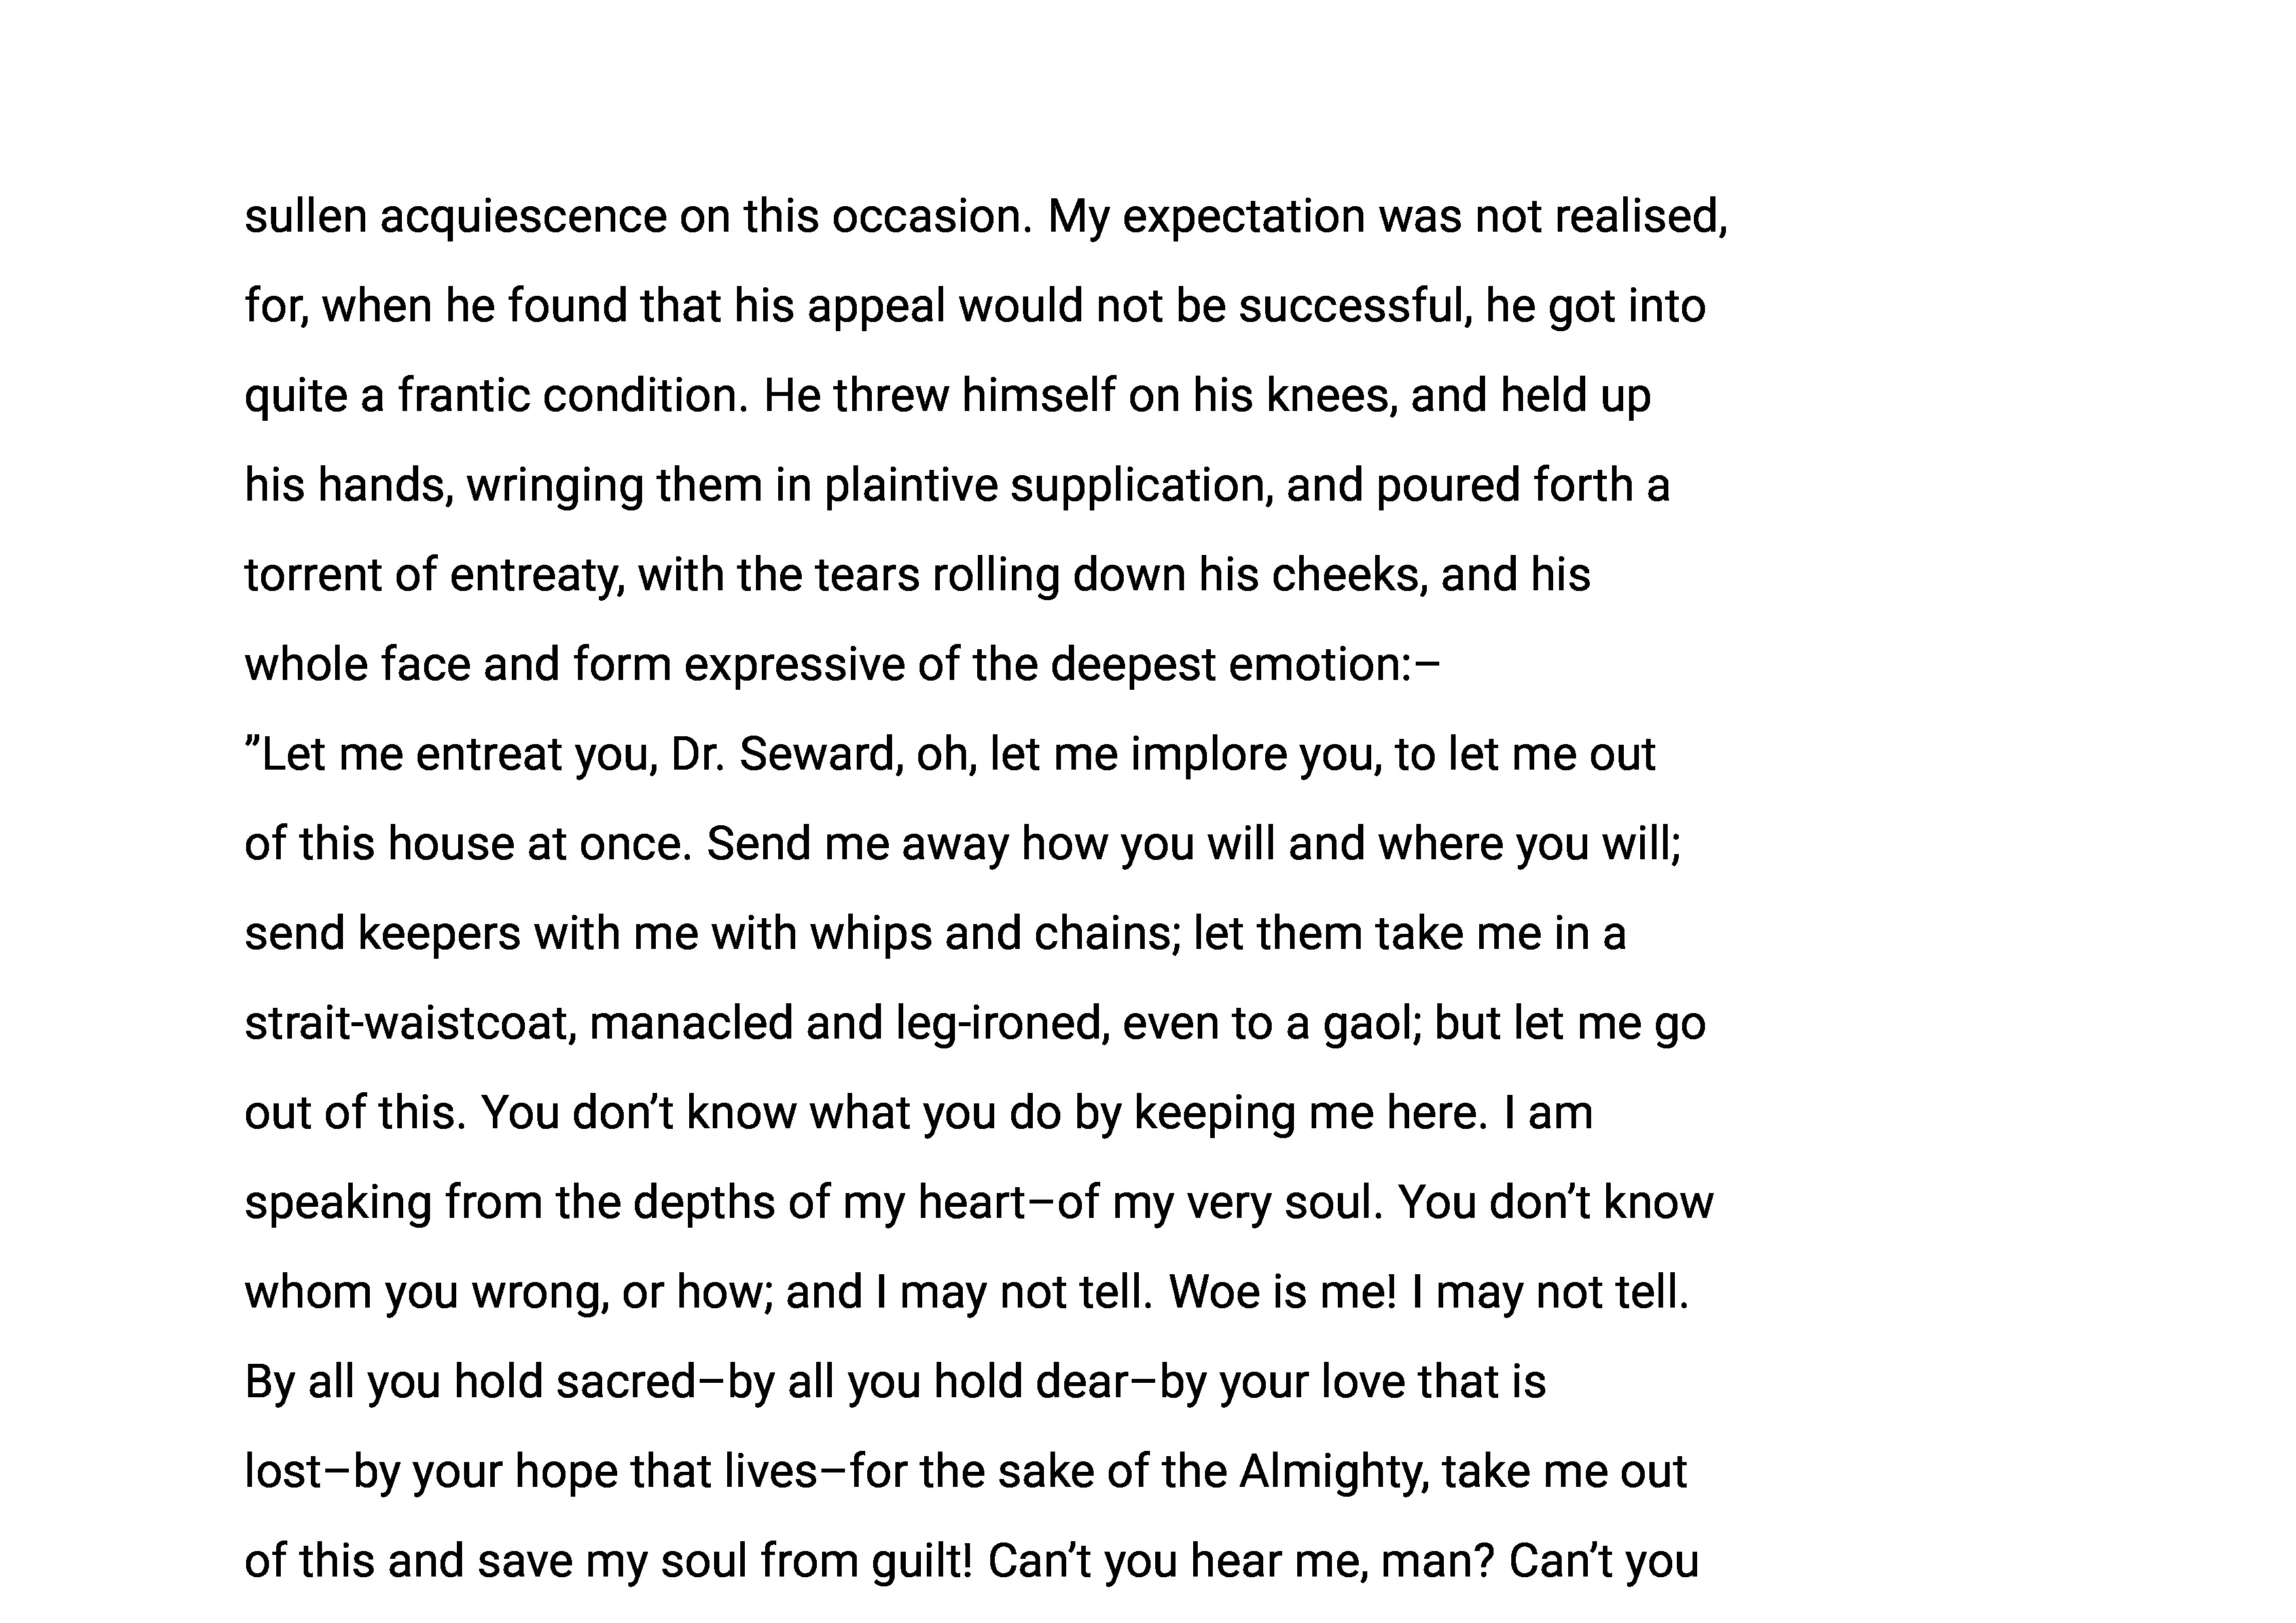 sullen acquiescence on this occasion. My expectation was not realised,
for, when he found that his appeal would not be successful, he got into
quite a frantic condition. He threw himself on his knees, and held up
his hands, wringing them in plaintive supplication, and poured forth a
torrent of entreaty, with the tears rolling down his cheeks, and his
whole face and form expressive of the deepest emotion:–
”Let me entreat you, Dr. Seward, oh, let me implore you, to let me out
of this house at once. Send me away how you will and where you will;
send keepers with me with whips and chains; let them take me in a
strait-waistcoat, manacled and leg-ironed, even to a gaol; but let me go
out of this. You don’t know what you do by keeping me here. I am
speaking from the depths of my heart–of my very soul. You don’t know
whom you wrong, or how; and I may not tell. Woe is me! I may not tell.
By all you hold sacred–by all you hold dear–by your love that is
lost–by your hope that lives–for the sake of the Almighty, take me out
of this and save my soul from guilt! Can’t you hear me, man? Can’t you